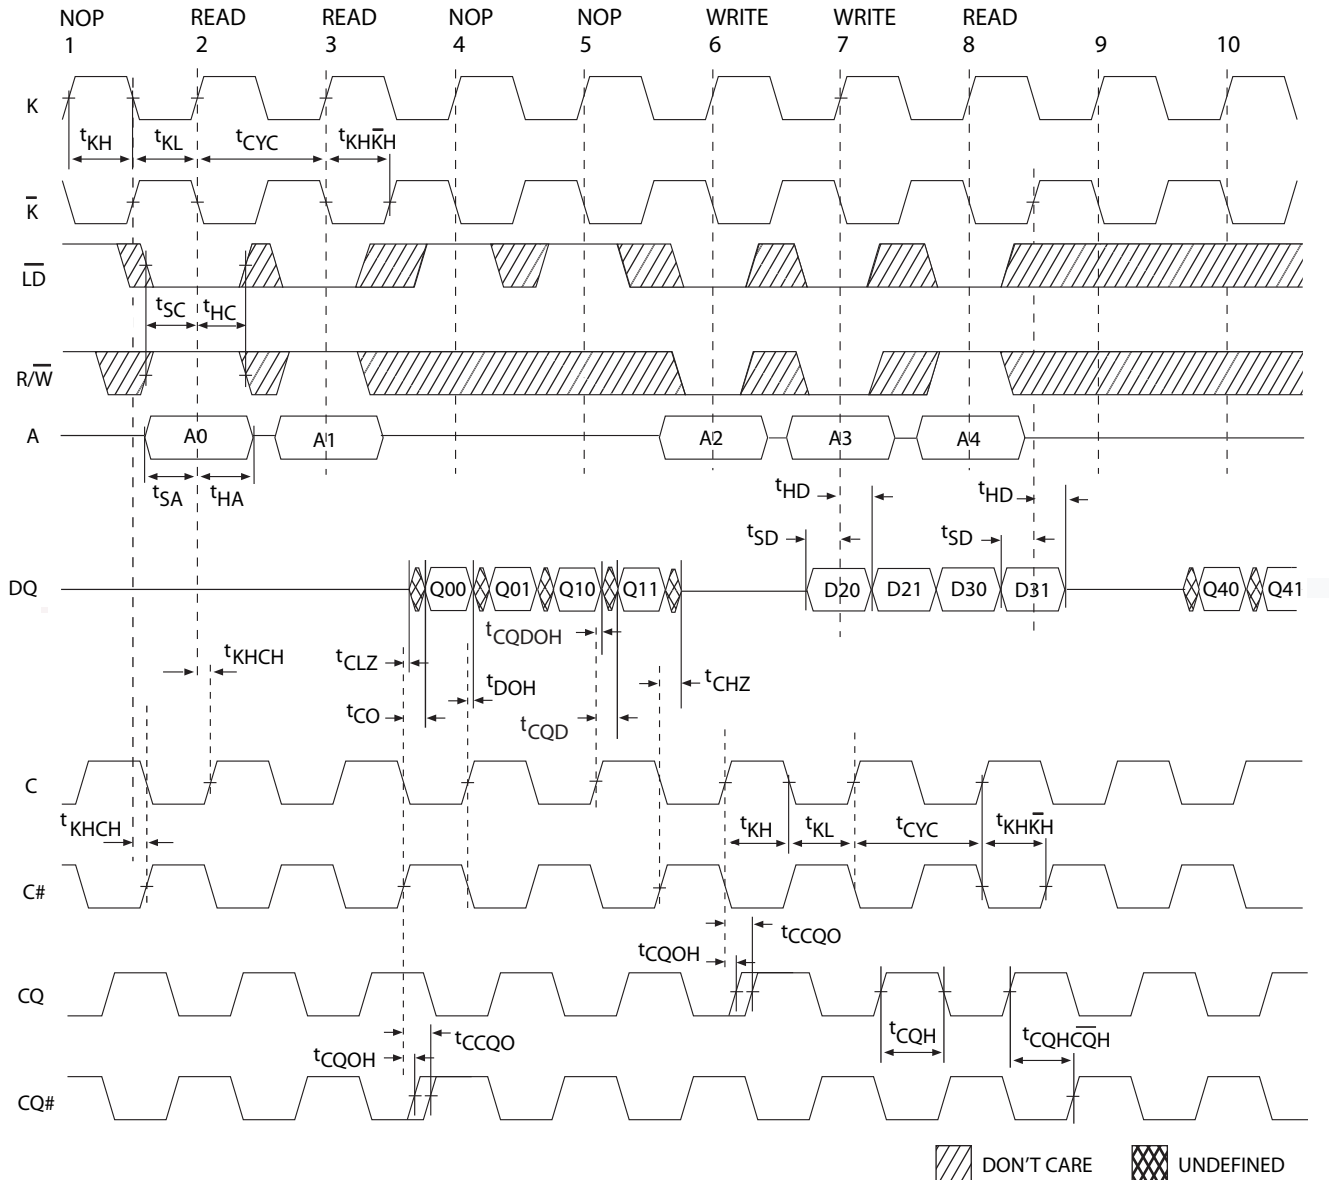 NOP READ READ NOP NOP WRITE WRITE READ
1 2 3 4 5 6 7 8 9 10
K
tKH tKL tCYC tKHK̅H
K̅
L̅D̅
tSC tHC
R/W̅
A A0 A1 A2 A3 A4
tSA tHA tHD tHD
tSD tSD
DQ Q00 Q01 Q10 Q11 D20 D21 D30 D31 Q40 Q41
tCQDOH
tKHCH tCLZ tDOH tCHZ
tCO tCQD
C
tKHCH tKH tKL tCYC tKHK̅H
C#
tCCQO
tCQOH
CQ
tCCQO tCQH tCQHC̅Q̅H
tCQOH
CQ#
DON'T CARE UNDEFINED